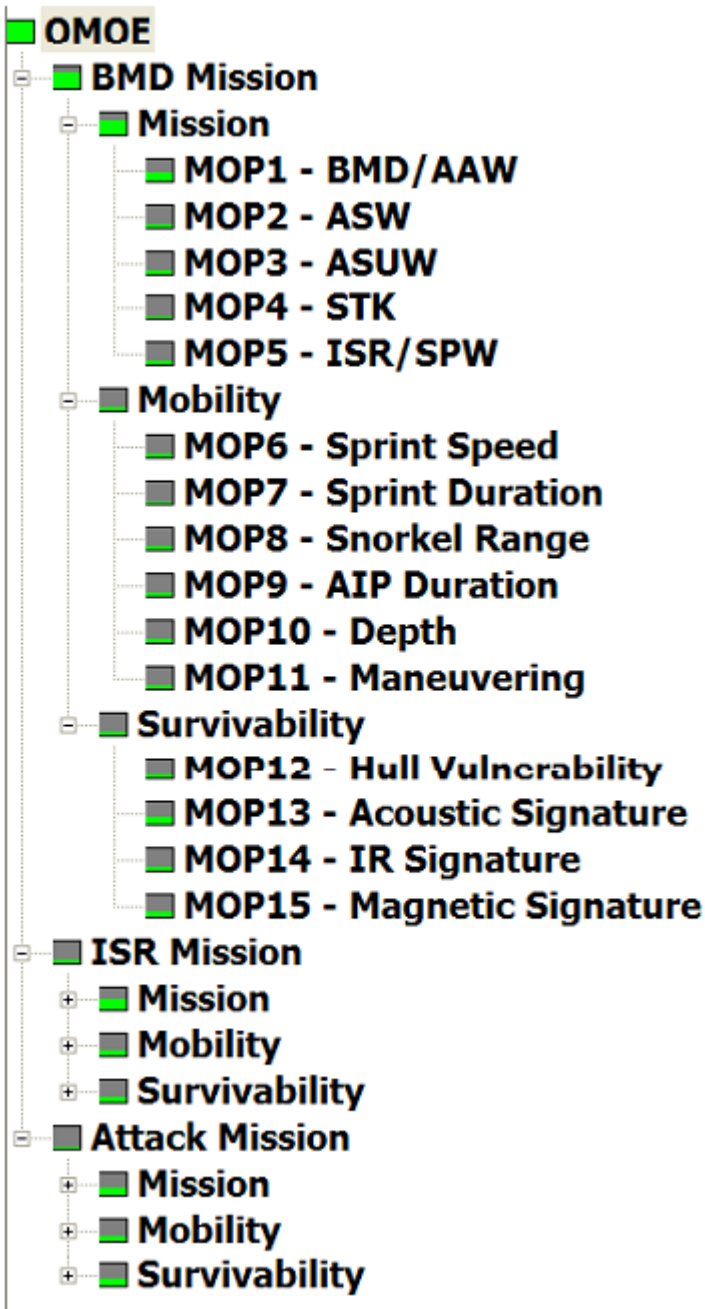 OMOE
BMD Mission
Mission
MOP1 - BMD/AAW
MOP2 - ASW
MOP3 - ASUW
MOP4 - STK
MOP5 - ISR/SPW
Mobility
MOP6 - Sprint Speed
MOP7 - Sprint Duration
MOP8 - Snorkel Range
MOP9 - AIP Duration
MOP10 - Depth
MOP11 - Maneuvering
Survivability
MOP12 - Hull Vulnerability
MOP13 - Acoustic Signature
MOP14 - IR Signature
MOP15 - Magnetic Signature
ISR Mission
Mission
Mobility
Survivability
Attack Mission
Mission
Mobility
Survivability